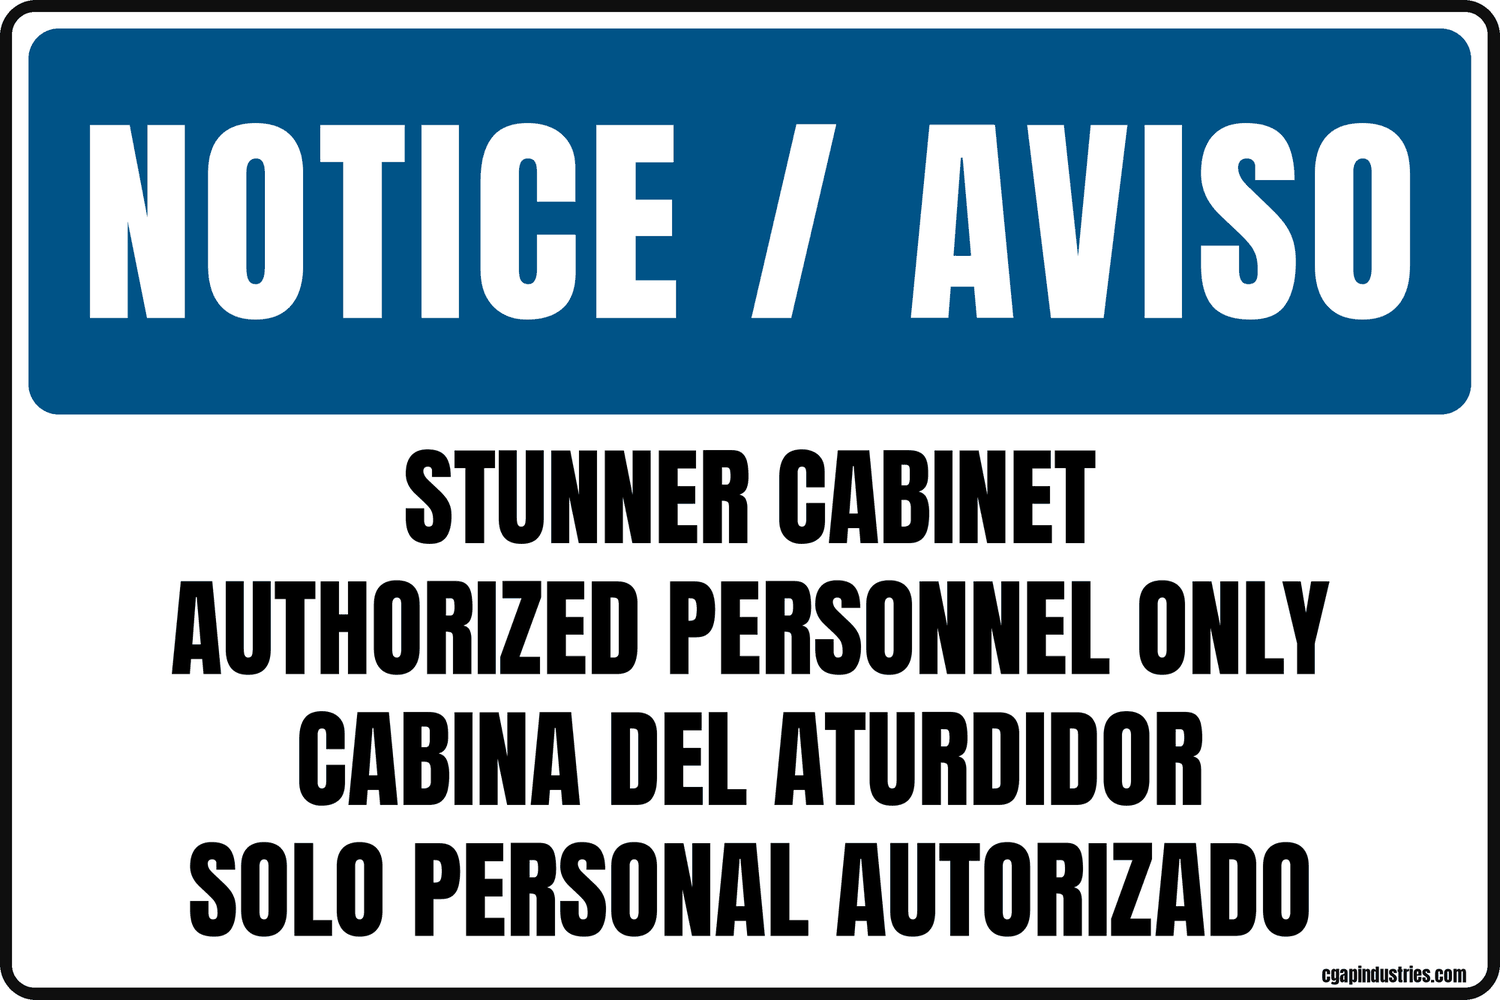 NOTICE / AVISO
STUNNER CABINET
AUTHORIZED PERSONNEL ONLY
CABINA DEL ATURDIDOR
SOLO PERSONAL AUTORIZADO
cgapindustries.com